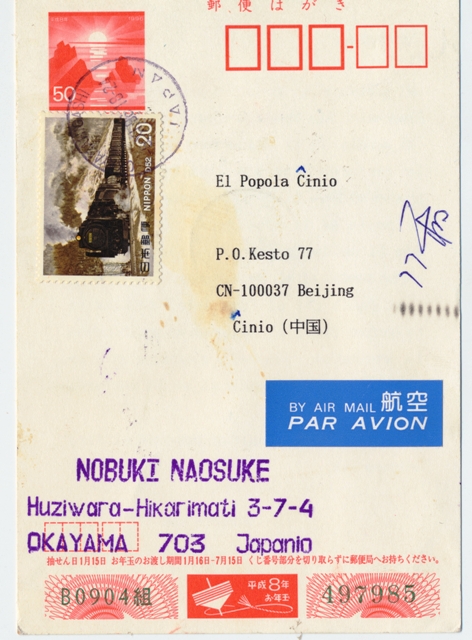 郵便はがき
50
NIPPON
20
日本郵便 NIPPON 1352
JAPAN
El Popola Ĉinio
P.O.Kesto 77
CN-100037 Beijing
Ĉinio (中国)
BY AIR MAIL 航空
PAR AVION
NOBUKI NAOSUKE
Huziwara-Hikarimati 3-7-4
OKAYAMA 703 Japanio
抽せん日1月15日 お年玉のお渡し期間1月16日-7月15日 くじ番号部分を切り取らずに郵便局へお持ちください。
B0904組
平成8年
お年玉
497985